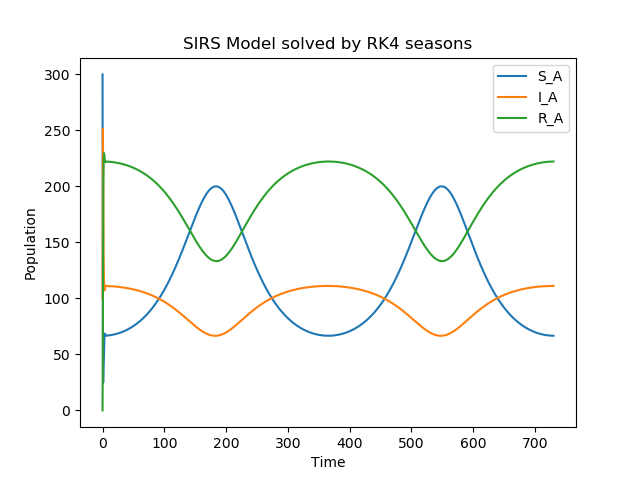 SIRS Model solved by RK4 seasons
S_A
I_A
R_A
300
250
200
150
100
50
0
Population
0 100 200 300 400 500 600 700
Time